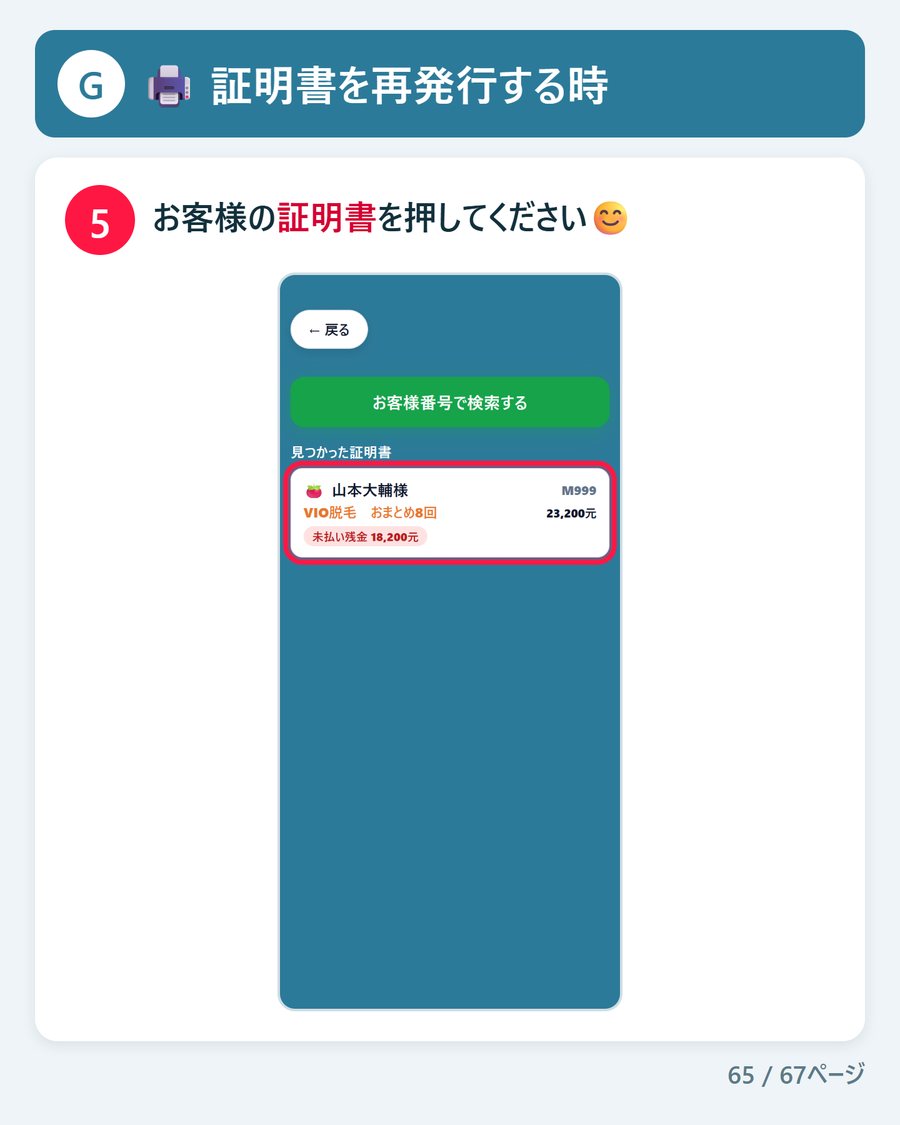 G 証明書を再発行する時
5 お客様の証明書を押してください
← 戻る
お客様番号で検索する
見つかった証明書
山本大輔様 M999
VIO脱毛 おまとめ8回 23,200元
未払い残金 18,200元
65 / 67ページ